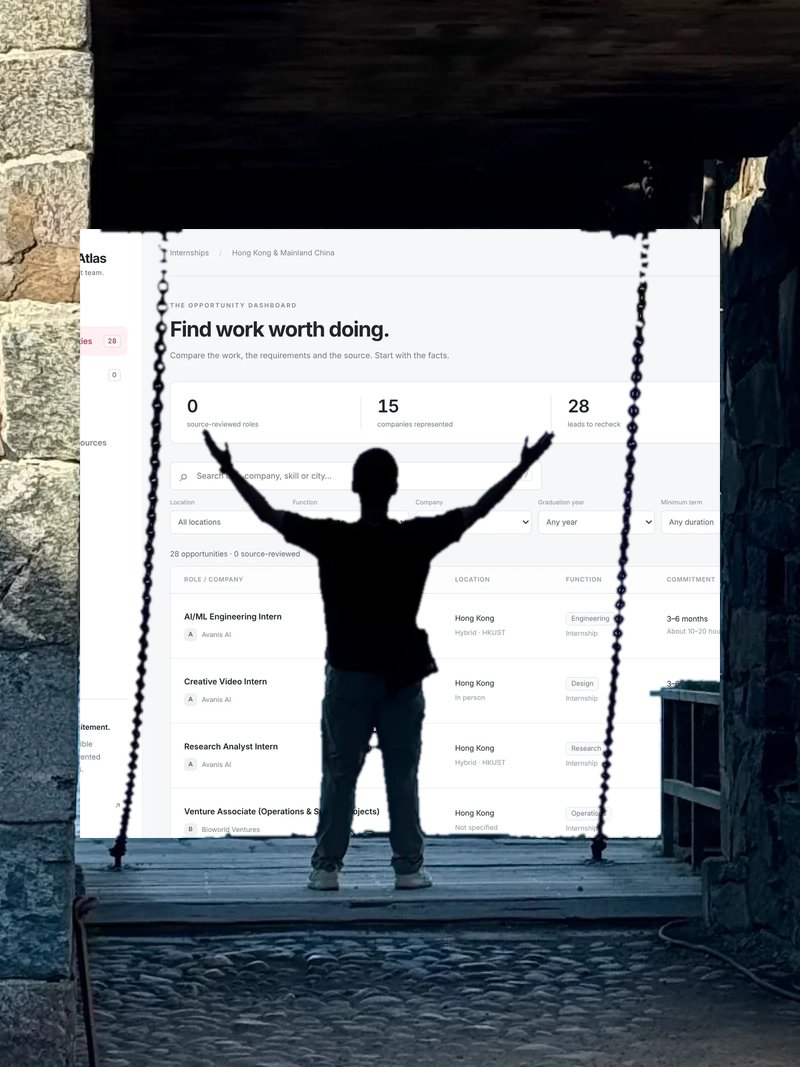 Atlas
t team.
ies 28
0
ources
itement.
ible
ented
s.
Internships / Hong Kong & Mainland China
THE OPPORTUNITY DASHBOARD
Find work worth doing.
Compare the work, the requirements and the source. Start with the facts.
0
source-reviewed roles
15
companies represented
28
leads to recheck
Search company, skill or city...
Location Function Company Graduation year Minimum term
All locations Any year Any duration
28 opportunities · 0 source-reviewed
ROLE / COMPANY LOCATION FUNCTION COMMITMENT
AI/ML Engineering Intern Hong Kong Engineering 3–6 months
A Avanis AI Hybrid · HKUST Internship About 10–20 hou
Creative Video Intern Hong Kong Design
A Avanis AI In person Internship
Research Analyst Intern Hong Kong Research
A Avanis AI Hybrid · HKUST Internship
Venture Associate (Operations & ojects) Hong Kong
B Bioworld Ventures Not specified Internship